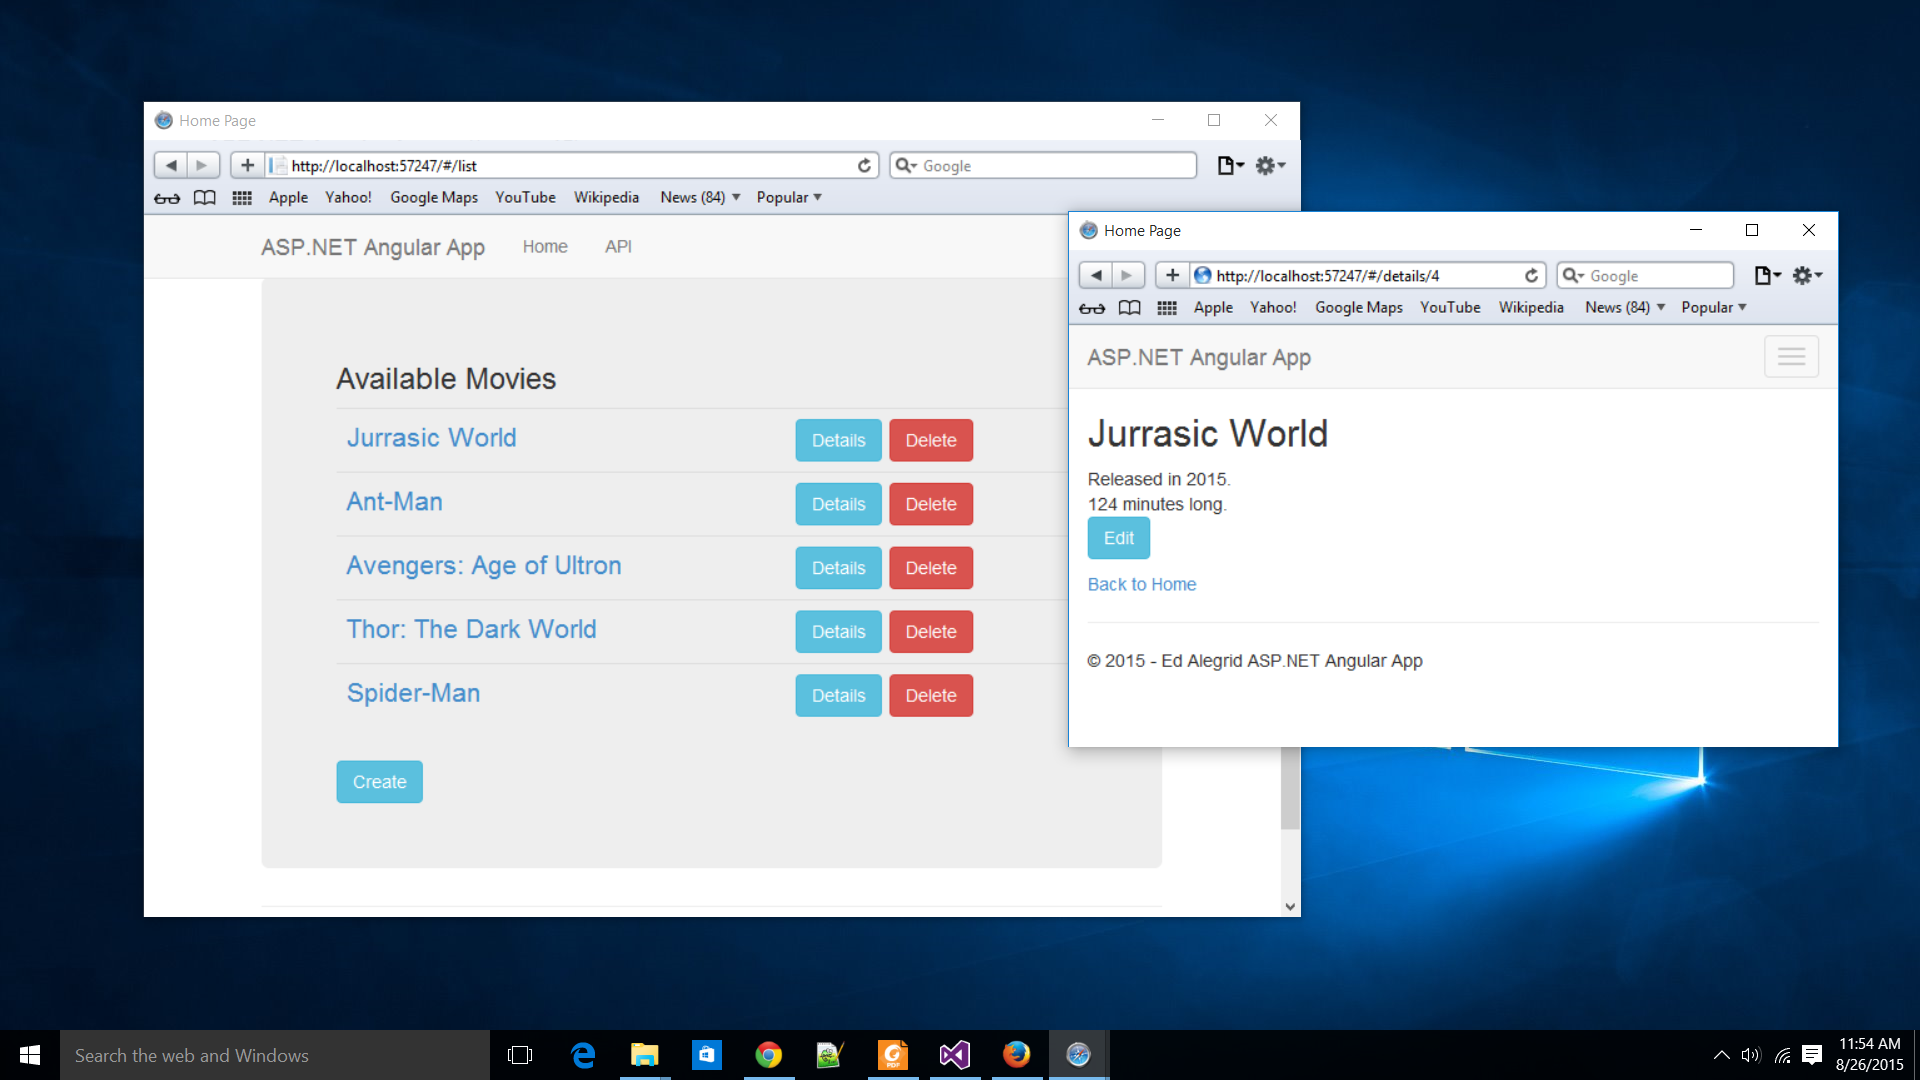 Home Page
http://localhost:57247/#/list
Google
Apple Yahoo! Google Maps YouTube Wikipedia News (84) Popular
ASP.NET Angular App Home API
Available Movies
Jurrasic World Details Delete
Ant-Man Details Delete
Avengers: Age of Ultron Details Delete
Thor: The Dark World Details Delete
Spider-Man Details Delete
Create
Home Page
http://localhost:57247/#/details/4
Google
Apple Yahoo! Google Maps YouTube Wikipedia News (84) Popular
ASP.NET Angular App
Jurrasic World
Released in 2015.
124 minutes long.
Edit
Back to Home
© 2015 - Ed Alegrid ASP.NET Angular App
Search the web and Windows
PDF
11:54 AM
8/26/2015